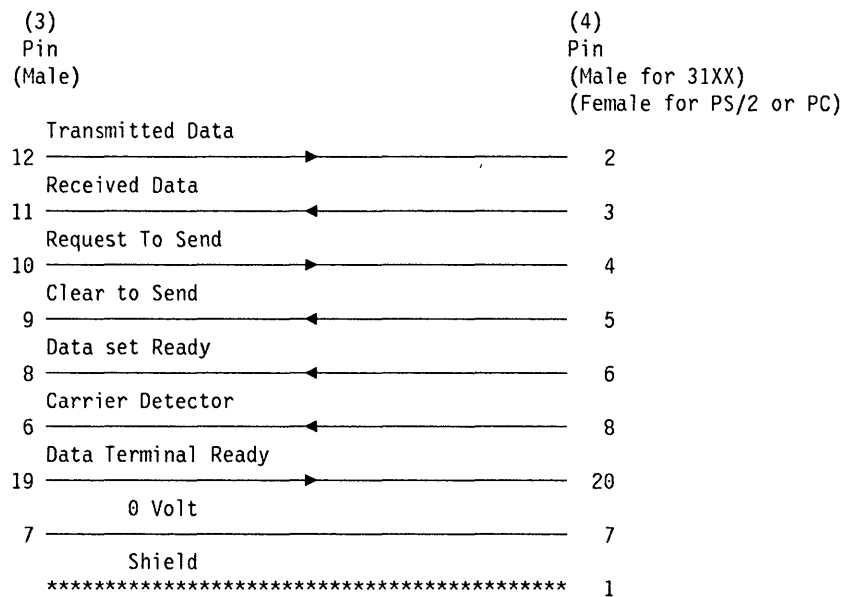 (3) (4)
Pin Pin
(Male) (Male for 31XX)
(Female for PS/2 or PC)
Transmitted Data
12 2
Received Data
11 3
Request To Send
10 4
Clear to Send
9 5
Data set Ready
8 6
Carrier Detector
6 8
Data Terminal Ready
19 20
0 Volt
7 7
Shield
******************************************** 1